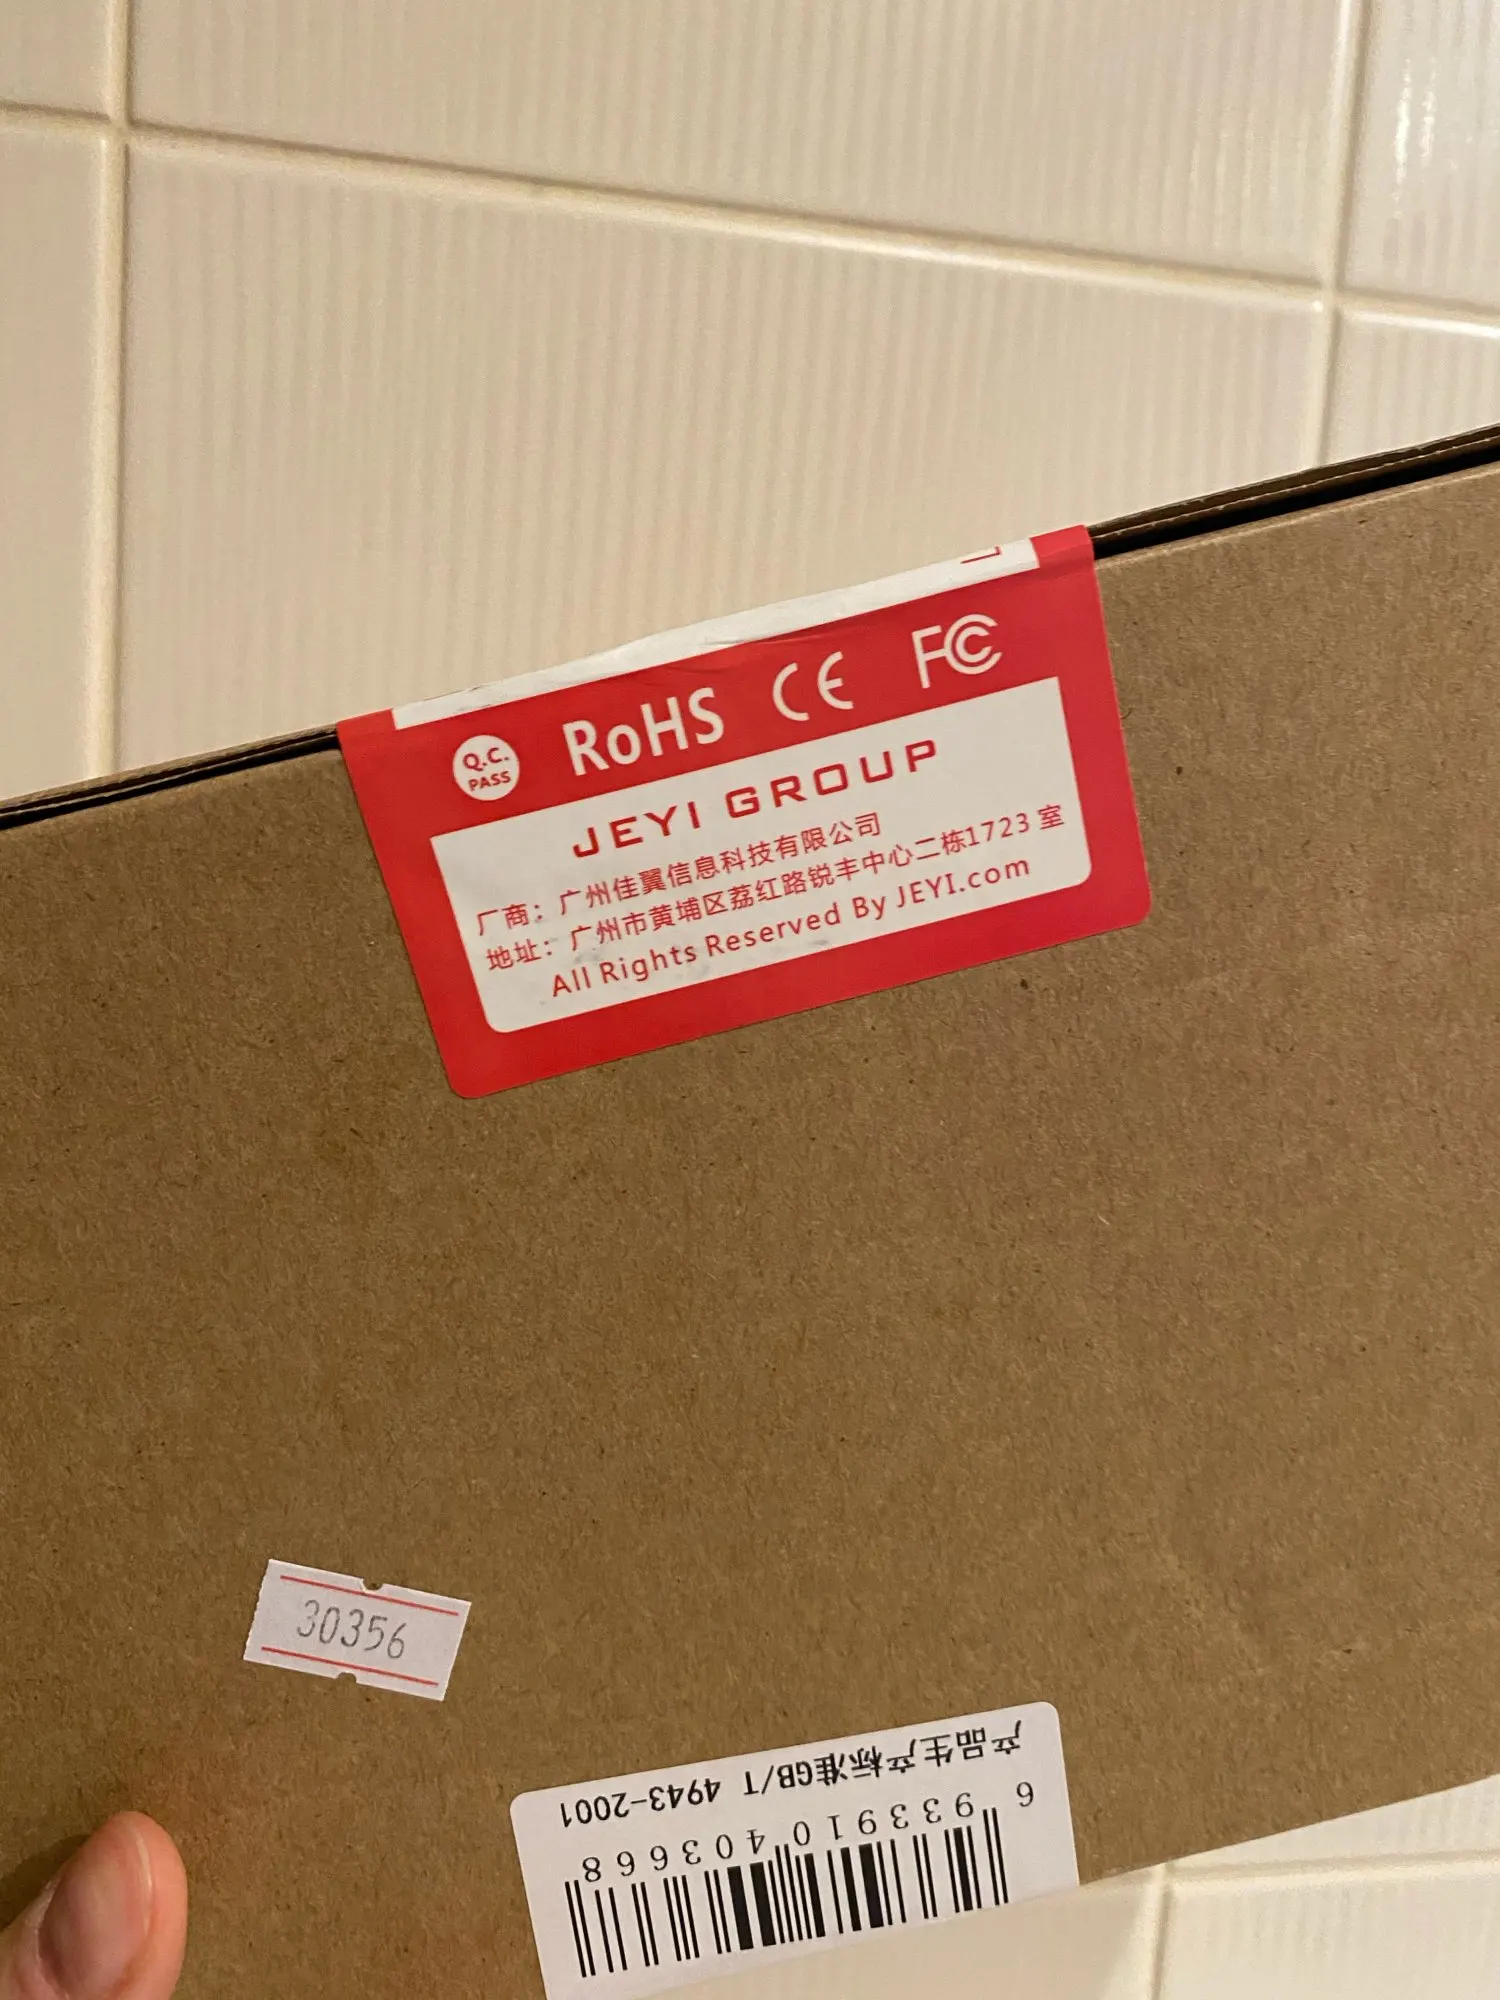 Q.C.
PASS
RoHS CE FC
JEYI GROUP
厂商：广州佳翼信息科技有限公司
地址：广州市黄埔区荔红路锐丰中心二栋1723 室
All Rights Reserved By JEYI.com
30356
产品生产标准GB/T 4943-2001
6 933910 403668